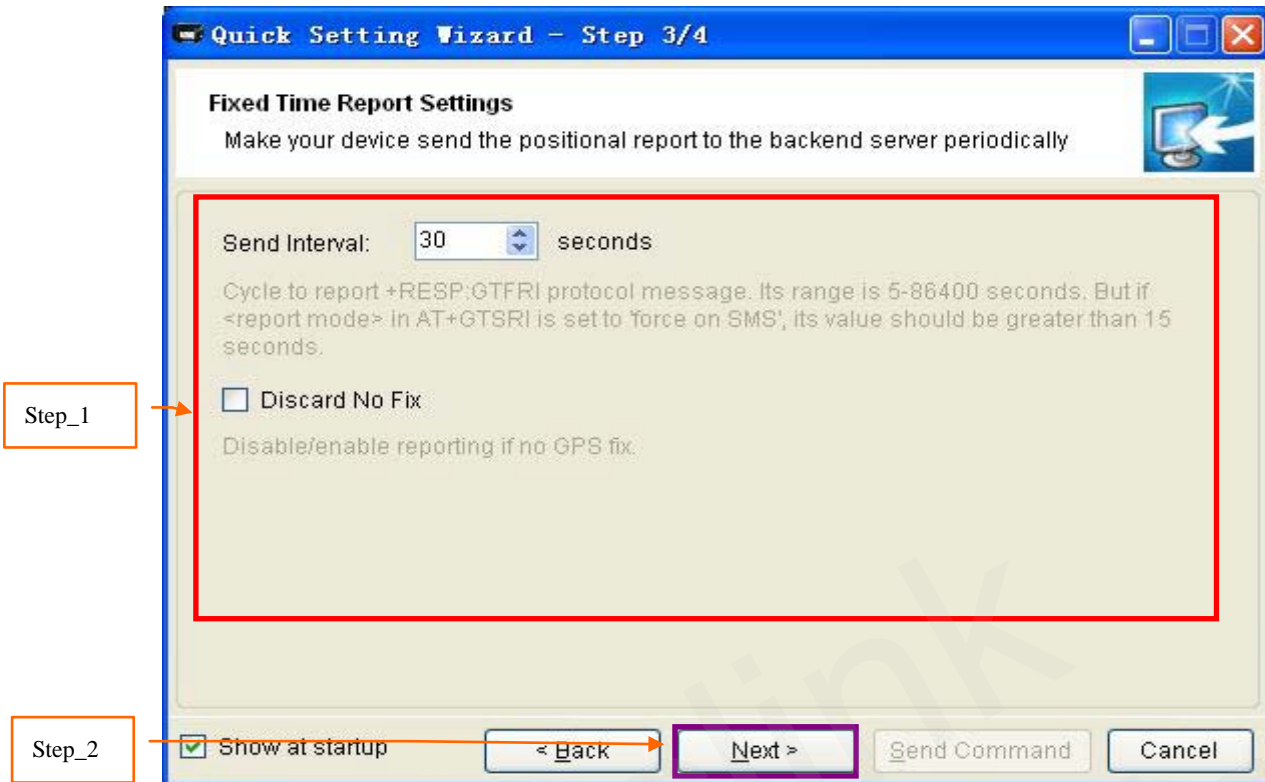 Quick Setting Wizard - Step 3/4
Fixed Time Report Settings
Make your device send the positional report to the backend server periodically
Send Interval: 30 seconds
Cycle to report +RESP:GTFRI protocol message. Its range is 5-86400 seconds. But if
<report mode> in AT+GTSRI is set to 'force on SMS', its value should be greater than 15
seconds.
Step_1
Discard No Fix
Disable/enable reporting if no GPS fix.
Step_2
Show at startup
< Back
Next >
Send Command
Cancel
link